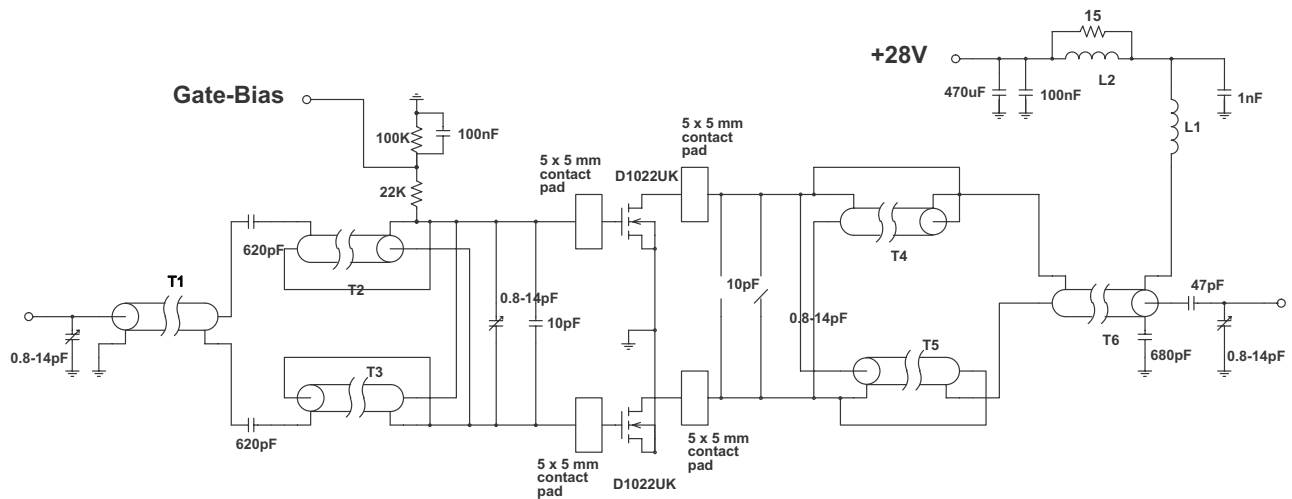 15
+28V
L2
470uF
100nF
1nF
Gate-Bias
L1
100K
100nF
5 x 5 mm
contact
pad
5 x 5 mm
contact
pad
D1022UK
22K
620pF
T2
T4
T1
0.8-14pF
10pF
10pF
0.8-14pF
47pF
T6
0.8-14pF
680pF
0.8-14pF
T3
T5
620pF
5 x 5 mm
contact
pad
5 x 5 mm
contact
pad
D1022UK